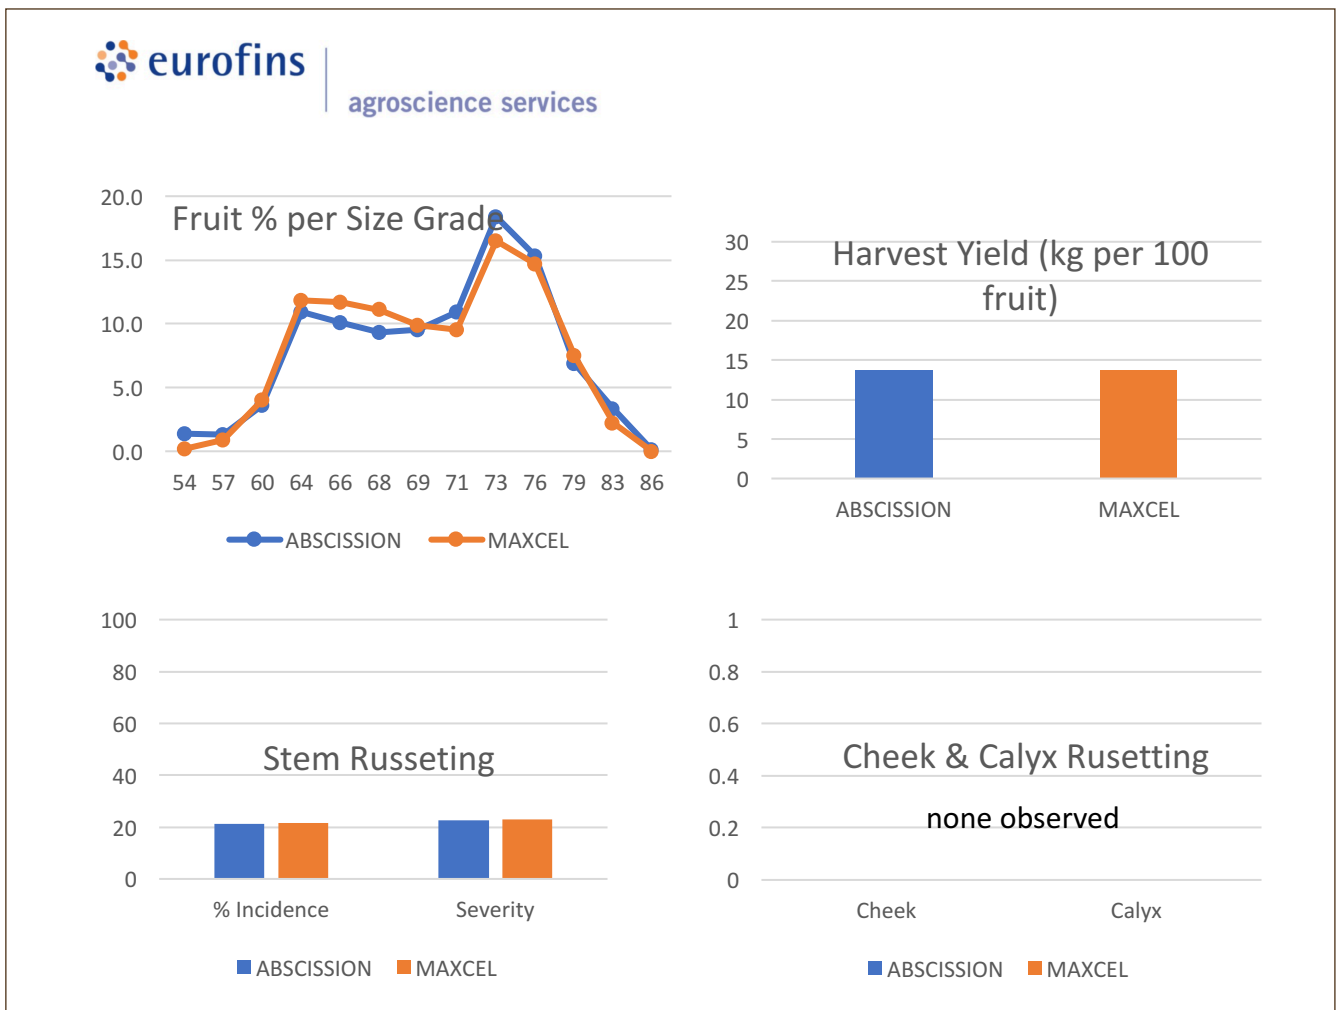 eurofins
agroscience services
Fruit % per Size Grade
20.0
15.0
10.0
5.0
0.0
54 57 60 64 66 68 69 71 73 76 79 83 86
ABSCISSION MAXCEL
Harvest Yield (kg per 100
fruit)
30
25
20
15
10
5
0
ABSCISSION MAXCEL
Stem Russeting
100
80
60
40
20
0
% Incidence Severity
ABSCISSION MAXCEL
Cheek & Calyx Rusetting
none observed
1
0.8
0.6
0.4
0.2
0
Cheek Calyx
ABSCISSION MAXCEL